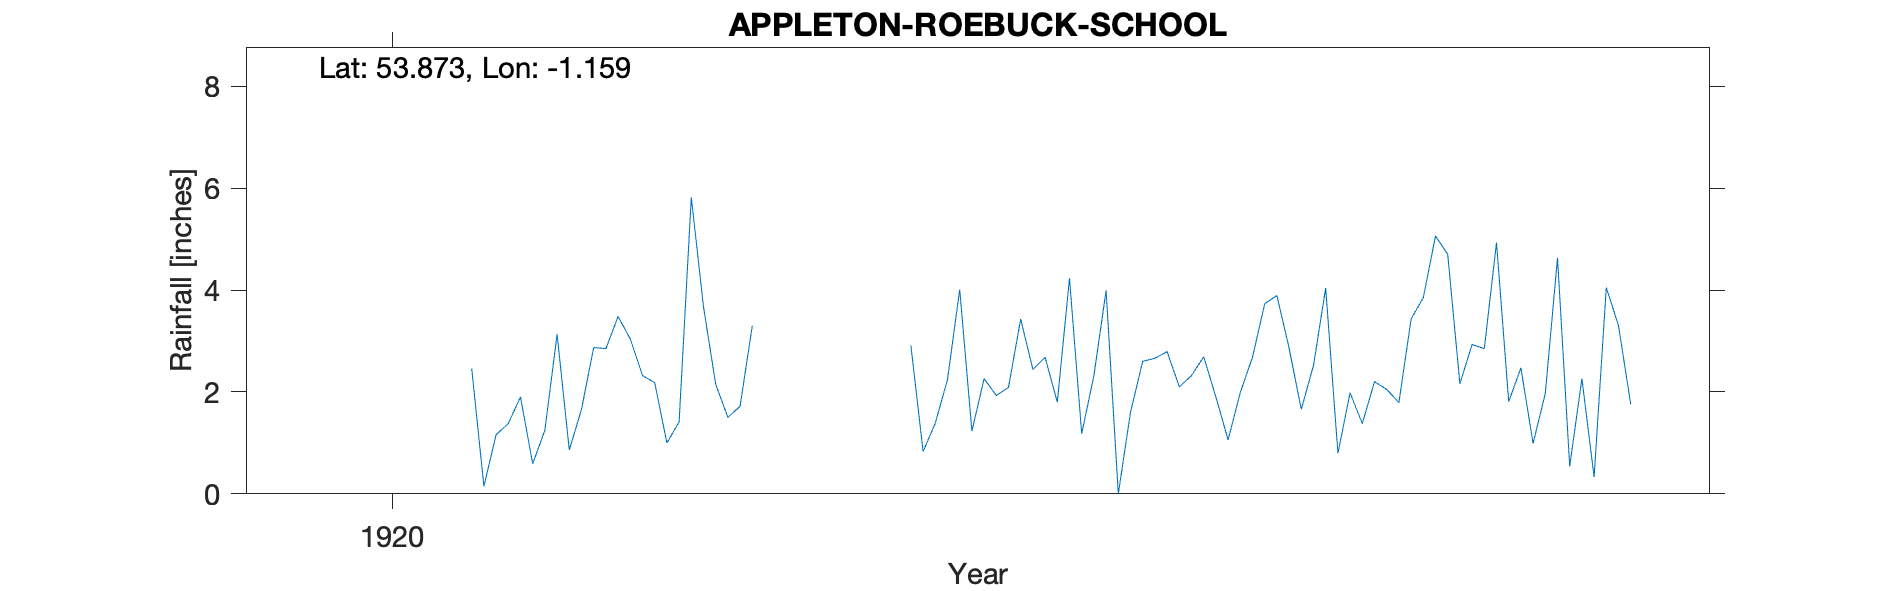 APPLETON-ROEBUCK-SCHOOL
Lat: 53.873, Lon: -1.159
8
6
4
2
0
Rainfall [inches]
1920
Year